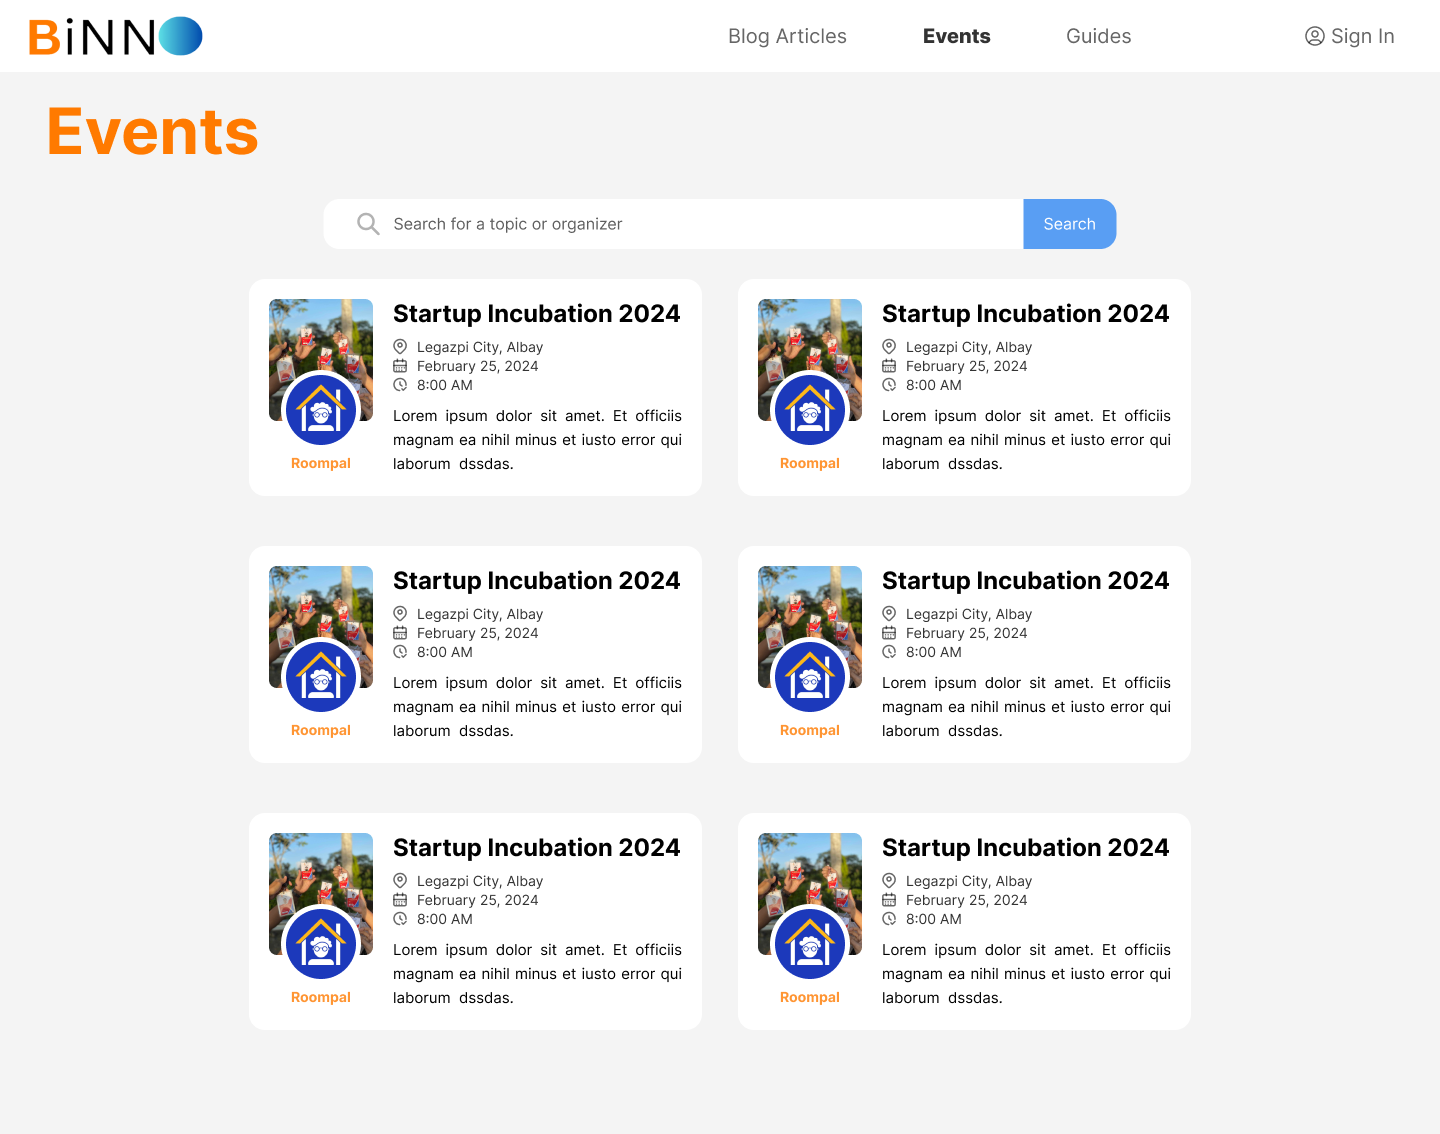 BiNNO
Blog Articles
Events
Guides
Sign In
Events
Search for a topic or organizer
Search
Startup Incubation 2024
Legazpi City, Albay
February 25, 2024
8:00 AM
Lorem ipsum dolor sit amet. Et officiis
magnam ea nihil minus et iusto error qui
laborum dssdas.
Roompal
Startup Incubation 2024
Legazpi City, Albay
February 25, 2024
8:00 AM
Lorem ipsum dolor sit amet. Et officiis
magnam ea nihil minus et iusto error qui
laborum dssdas.
Roompal
Startup Incubation 2024
Legazpi City, Albay
February 25, 2024
8:00 AM
Lorem ipsum dolor sit amet. Et officiis
magnam ea nihil minus et iusto error qui
laborum dssdas.
Roompal
Startup Incubation 2024
Legazpi City, Albay
February 25, 2024
8:00 AM
Lorem ipsum dolor sit amet. Et officiis
magnam ea nihil minus et iusto error qui
laborum dssdas.
Roompal
Startup Incubation 2024
Legazpi City, Albay
February 25, 2024
8:00 AM
Lorem ipsum dolor sit amet. Et officiis
magnam ea nihil minus et iusto error qui
laborum dssdas.
Roompal
Startup Incubation 2024
Legazpi City, Albay
February 25, 2024
8:00 AM
Lorem ipsum dolor sit amet. Et officiis
magnam ea nihil minus et iusto error qui
laborum dssdas.
Roompal